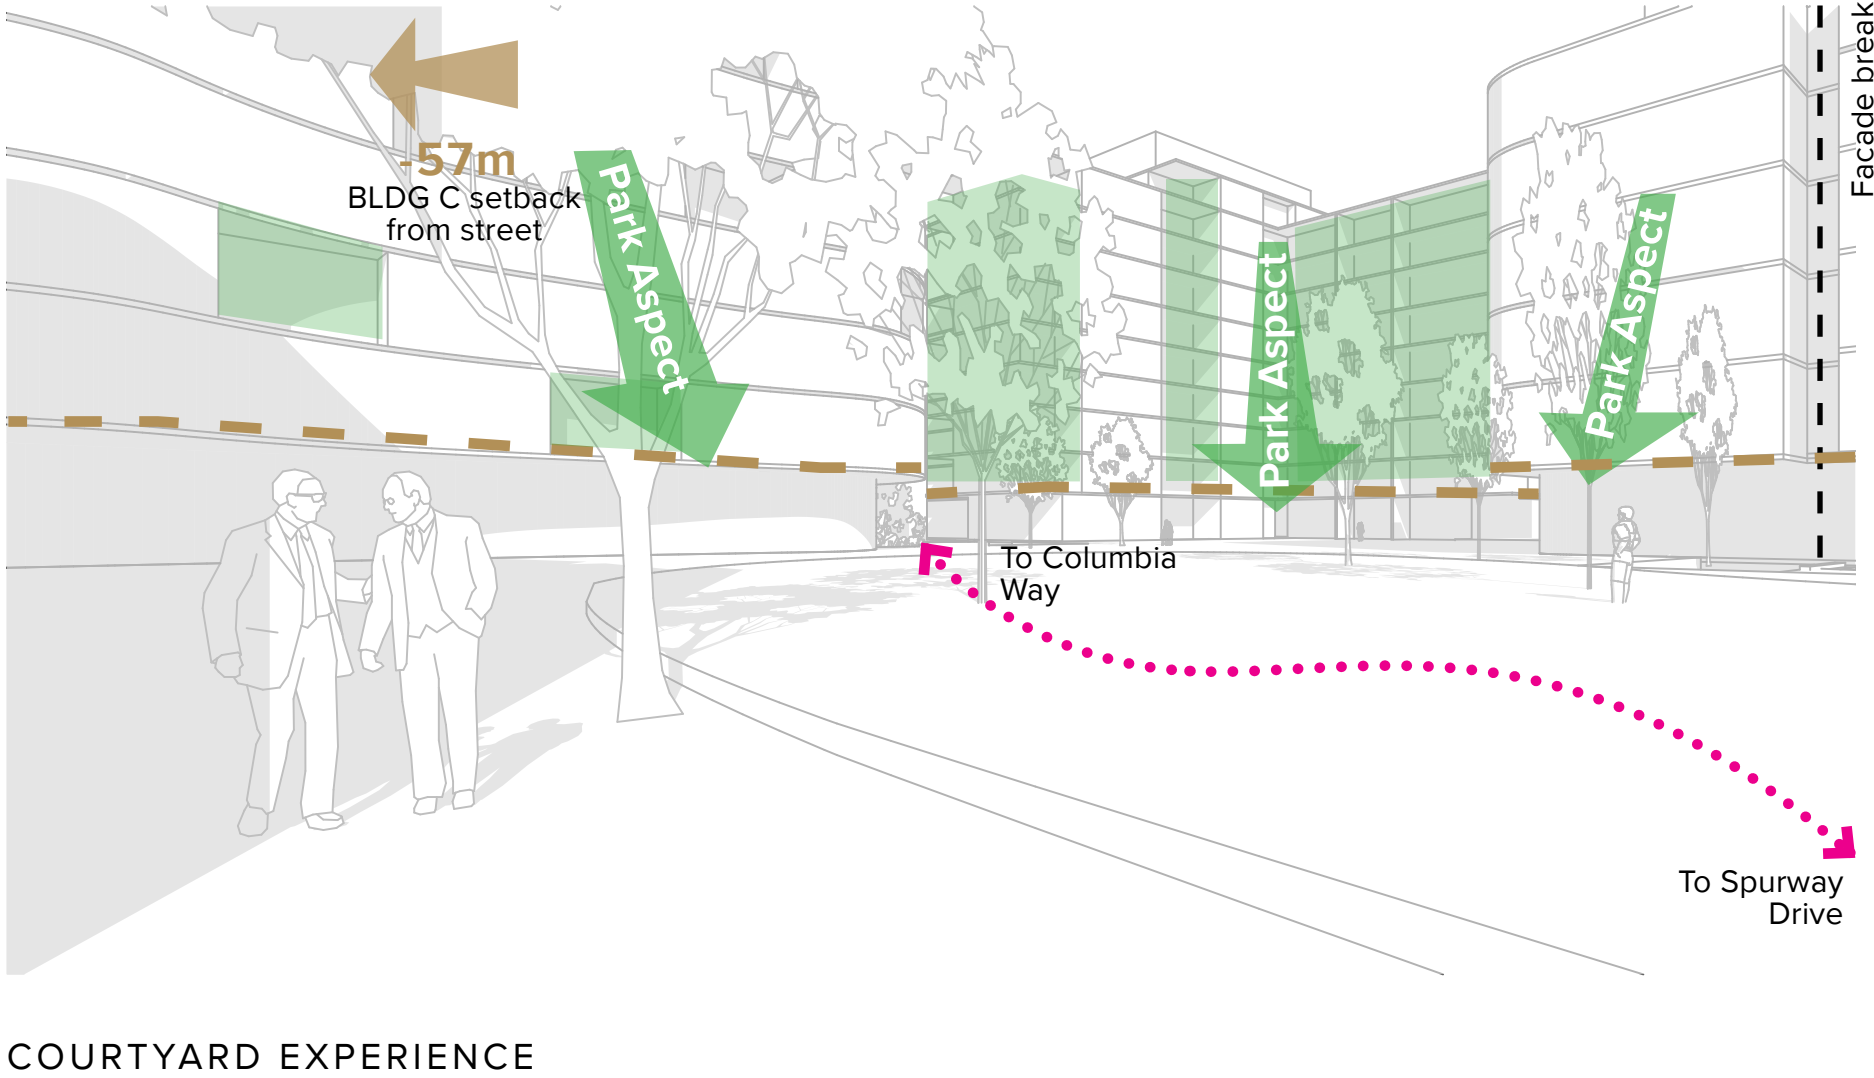 Facade break
-57m
BLDG C setback
from street
Park Aspect
Park Aspect
Park Aspect
To Columbia
Way
To Spurway
Drive
COURTYARD EXPERIENCE